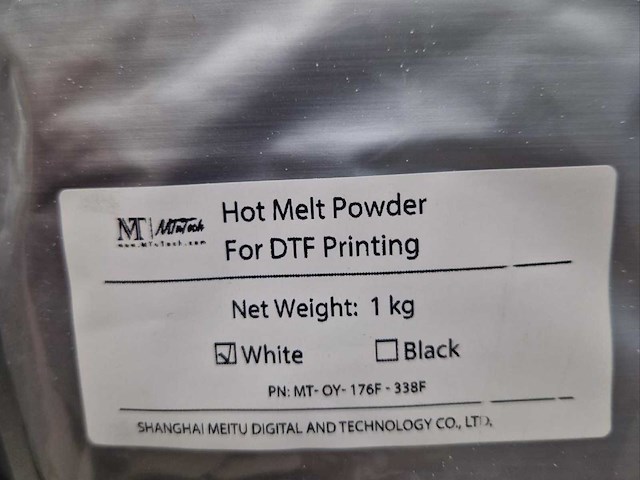 MT MTuTech
Hot Melt Powder
For DTF Printing
Net Weight: 1 kg
White Black
PN: MT-OY-176F-338F
SHANGHAI MEITU DIGITAL AND TECHNOLOGY CO., LTD.